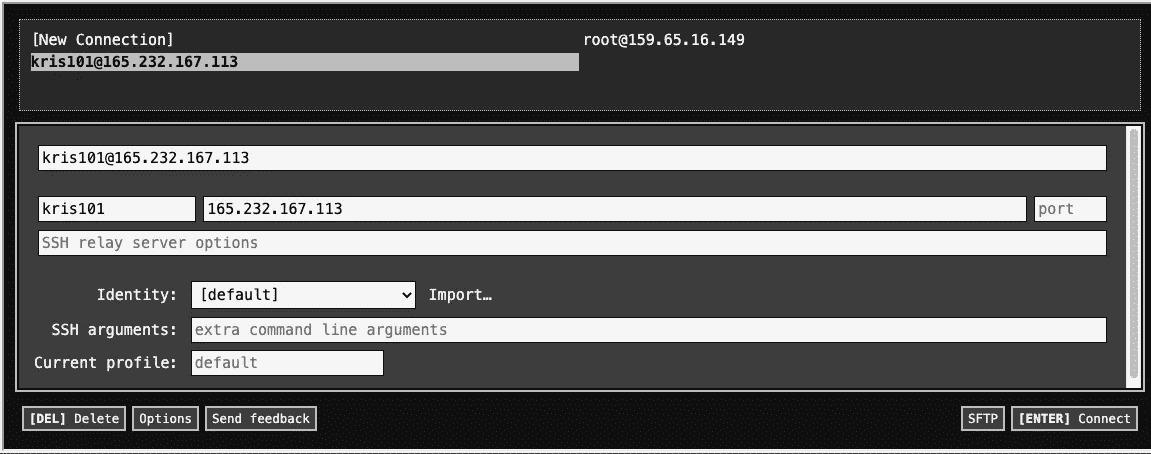 [New Connection] root@159.65.16.149
kris101@165.232.167.113
kris101@165.232.167.113
kris101 165.232.167.113 port
SSH relay server options
Identity: [default] Import…
SSH arguments: extra command line arguments
Current profile: default
[DEL] Delete Options Send feedback SFTP [ENTER] Connect